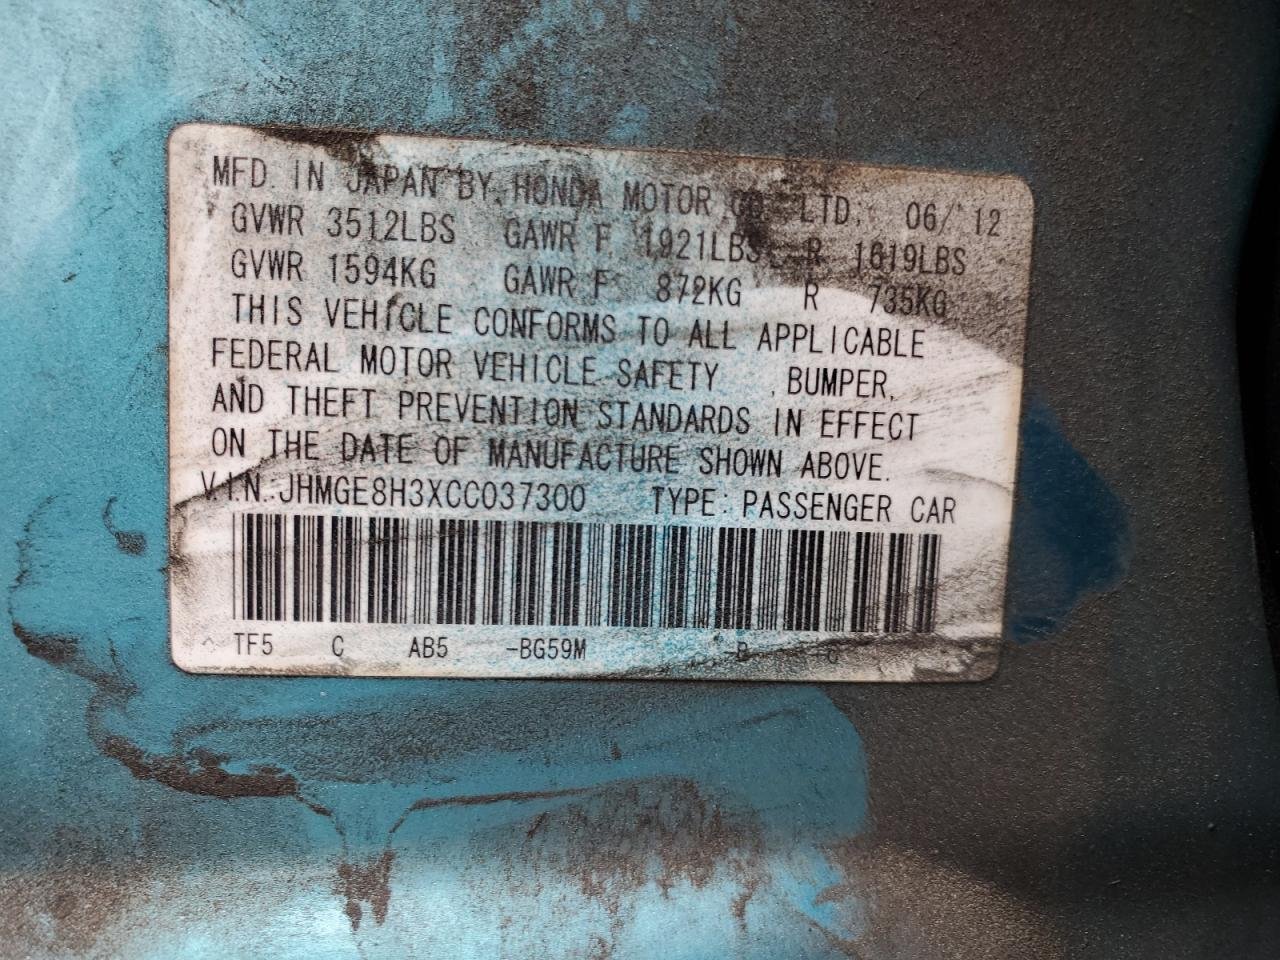 MFD. IN JAPAN BY HONDA MOTOR CO., LTD. 06/'12
GVWR 3512LBS GAWR F 1921LBS R 1619LBS
GVWR 1594KG GAWR F 872KG R 735KG
THIS VEHICLE CONFORMS TO ALL APPLICABLE
FEDERAL MOTOR VEHICLE SAFETY , BUMPER,
AND THEFT PREVENTION STANDARDS IN EFFECT
ON THE DATE OF MANUFACTURE SHOWN ABOVE.
V.I.N.:JHMGE8H3XCC037300 TYPE: PASSENGER CAR
^ TF5 C AB5 -BG59M -B